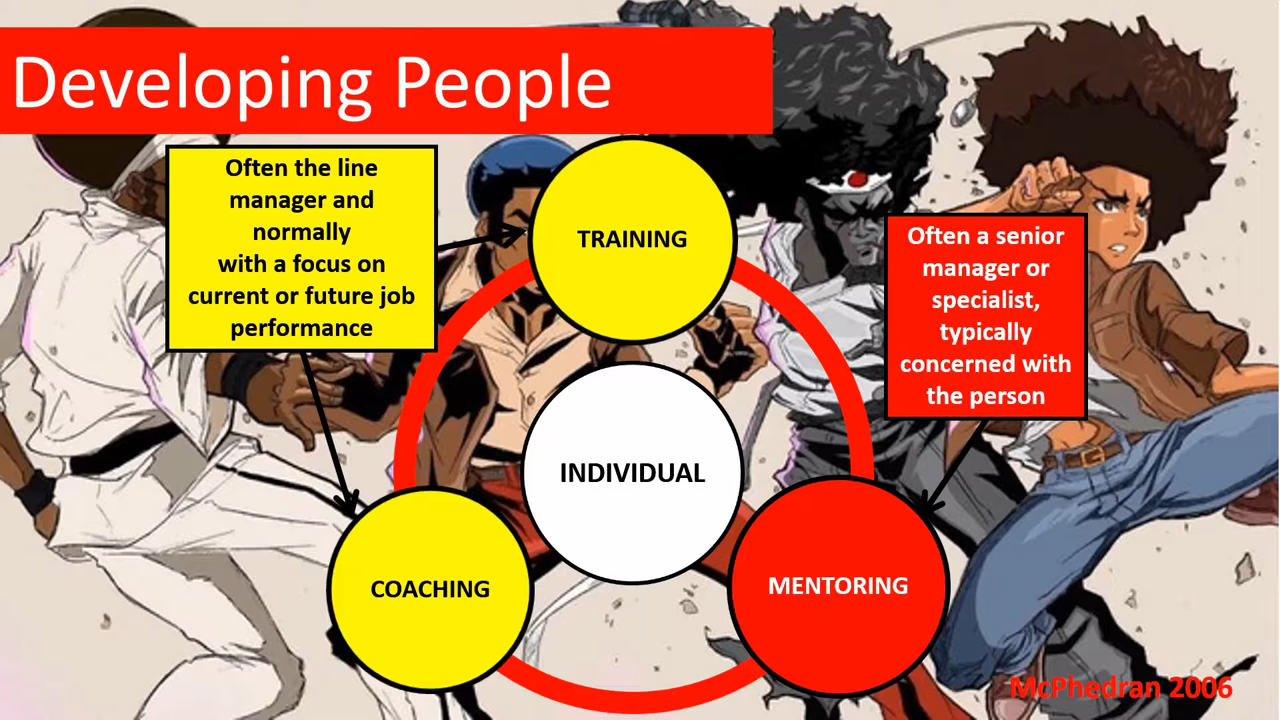 Developing People
Often the line
manager and
normally
with a focus on
current or future job
performance
TRAINING
Often a senior
manager or
specialist,
typically
concerned with
the person
INDIVIDUAL
COACHING
MENTORING
McPhedran 2006